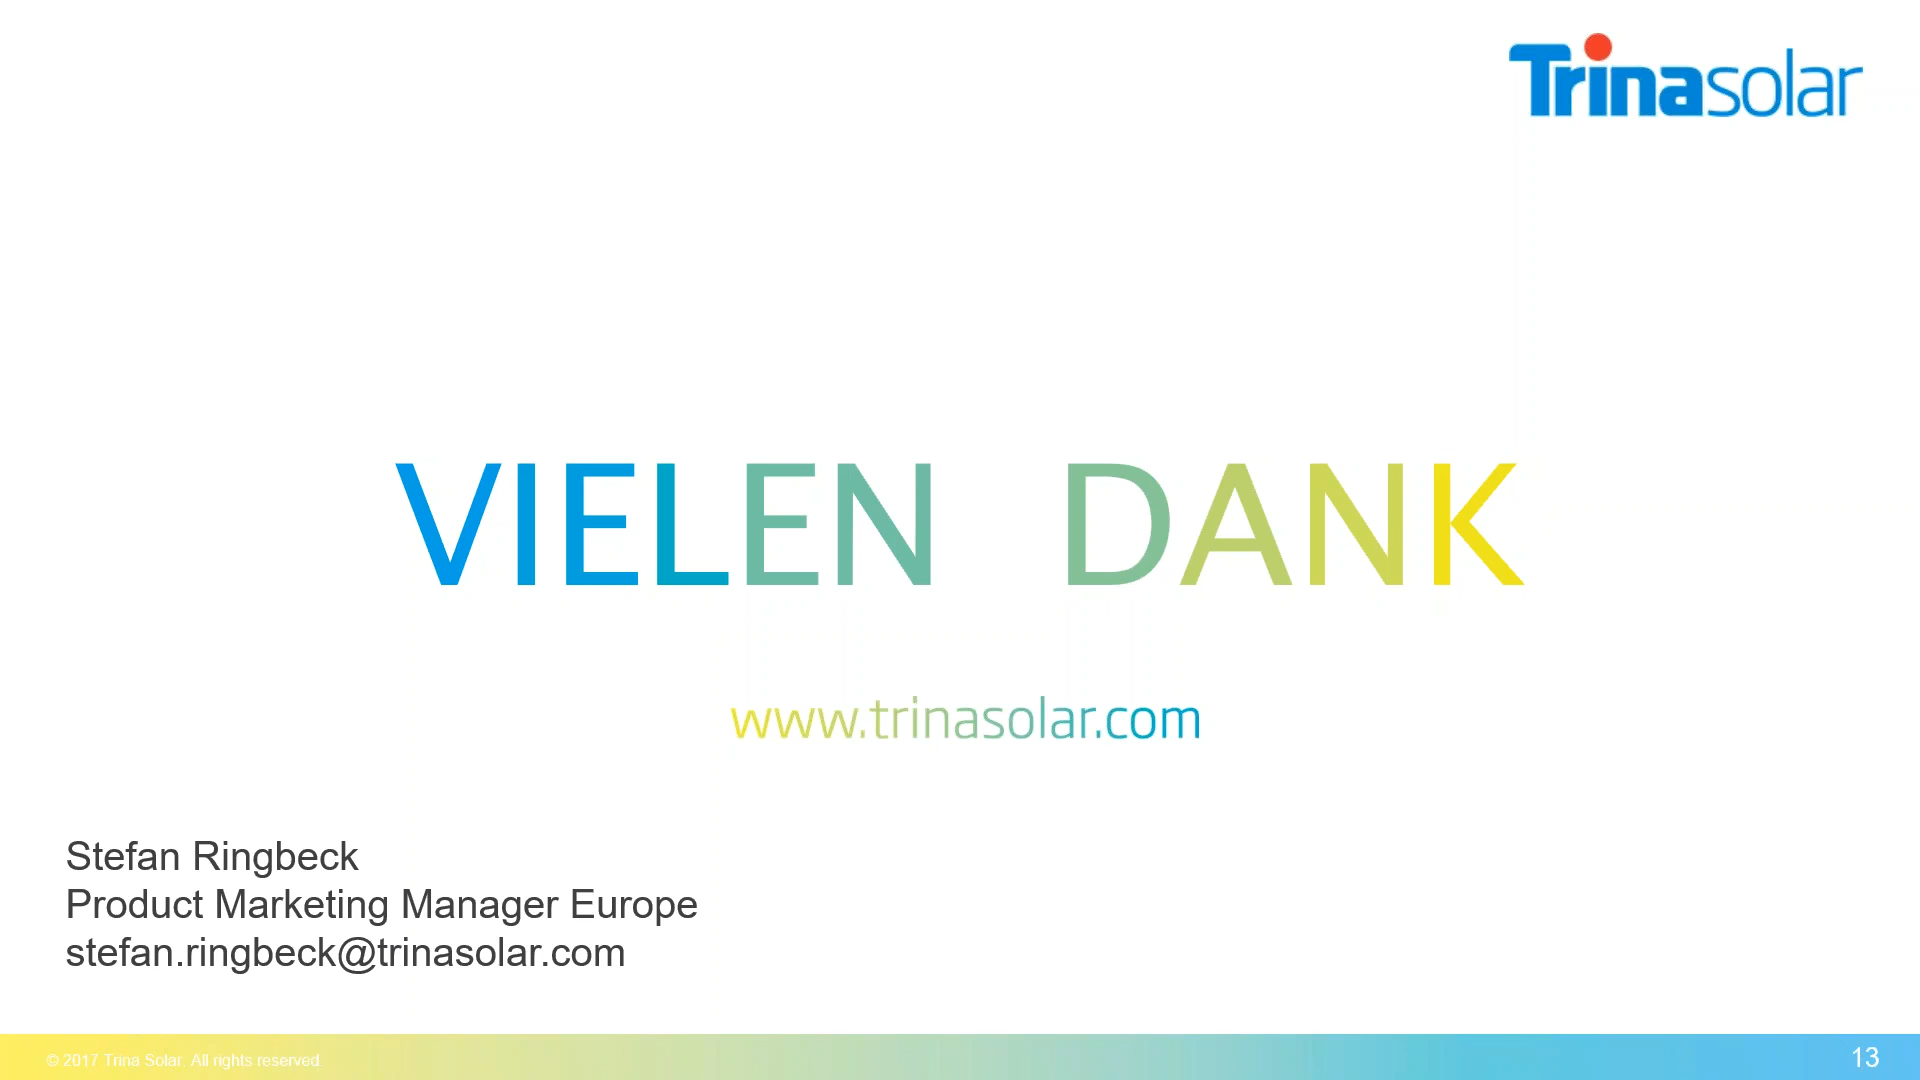 Trinasolar
VIELEN DANK
www.trinasolar.com
Stefan Ringbeck
Product Marketing Manager Europe
stefan.ringbeck@trinasolar.com
© 2017 Trina Solar. All rights reserved.
13